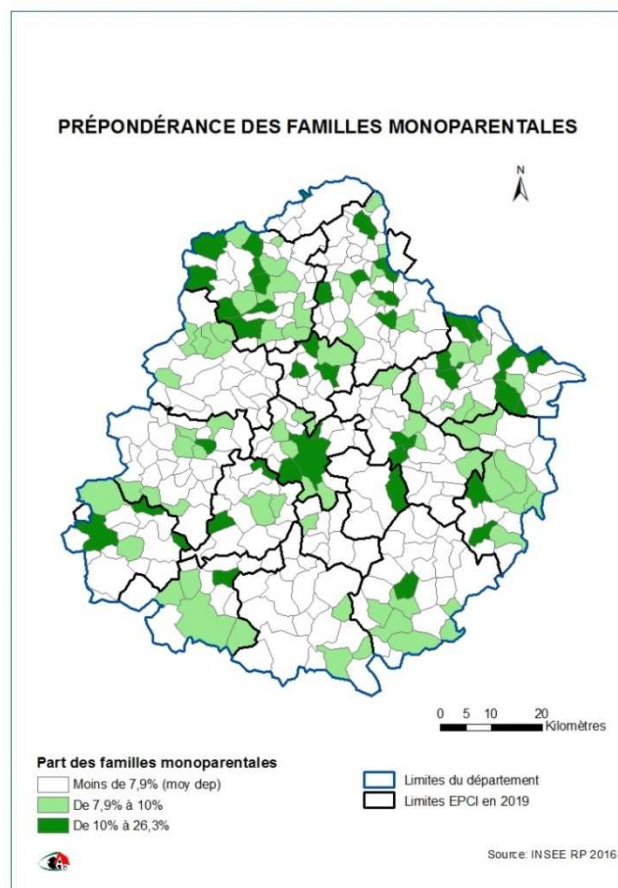 PRÉPONDÉRANCE DES FAMILLES MONOPARENTALES
N
0 5 10 20
Kilomètres
Part des familles monoparentales
Moins de 7,9% (moy dep)
De 7,9% à 10%
De 10% à 26,3%
Limites du département
Limites EPCI en 2019
Source: INSEE RP 2016